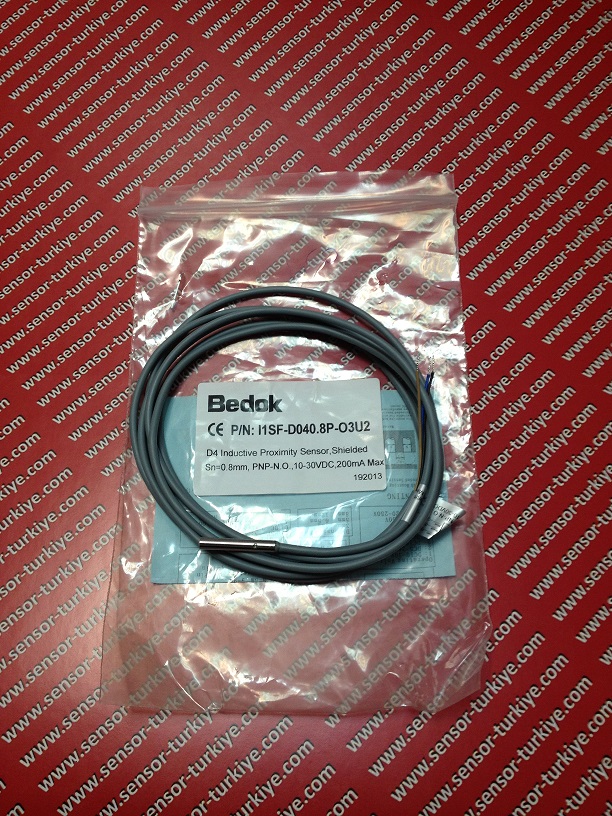 www.sensor-turkiye.com
Bedok
CE P/N: I1SF-D040.8P-O3U2
D4 Inductive Proximity Sensor,Shielded
Sn=0.8mm, PNP-N.O.,10-30VDC,200mA Max
192013